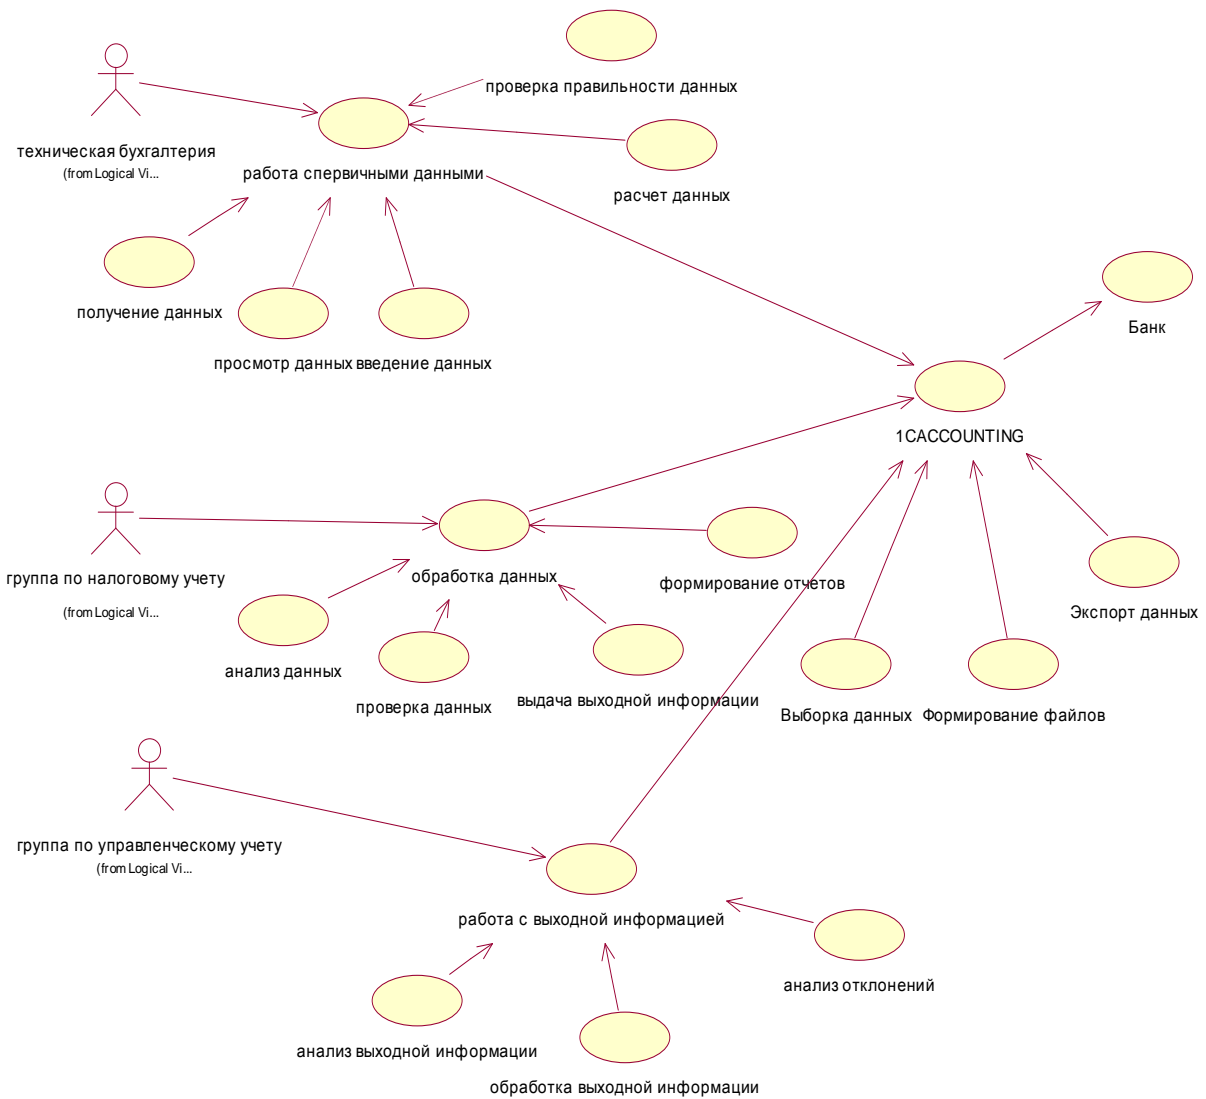 проверка правильности данных
техническая бухгалтерия
(from Logical Vi...
работа спервичными данными
расчет данных
получение данных
Банк
просмотр данных
введение данных
1CACCOUNTING
группа по налоговому учету
(from Logical Vi...
обработка данных
формирование отчетов
Экспорт данных
анализ данных
проверка данных
выдача выходной информации
Выборка данных
Формирование файлов
группа по управленческому учету
(from Logical Vi...
работа с выходной информацией
анализ отклонений
анализ выходной информации
обработка выходной информации